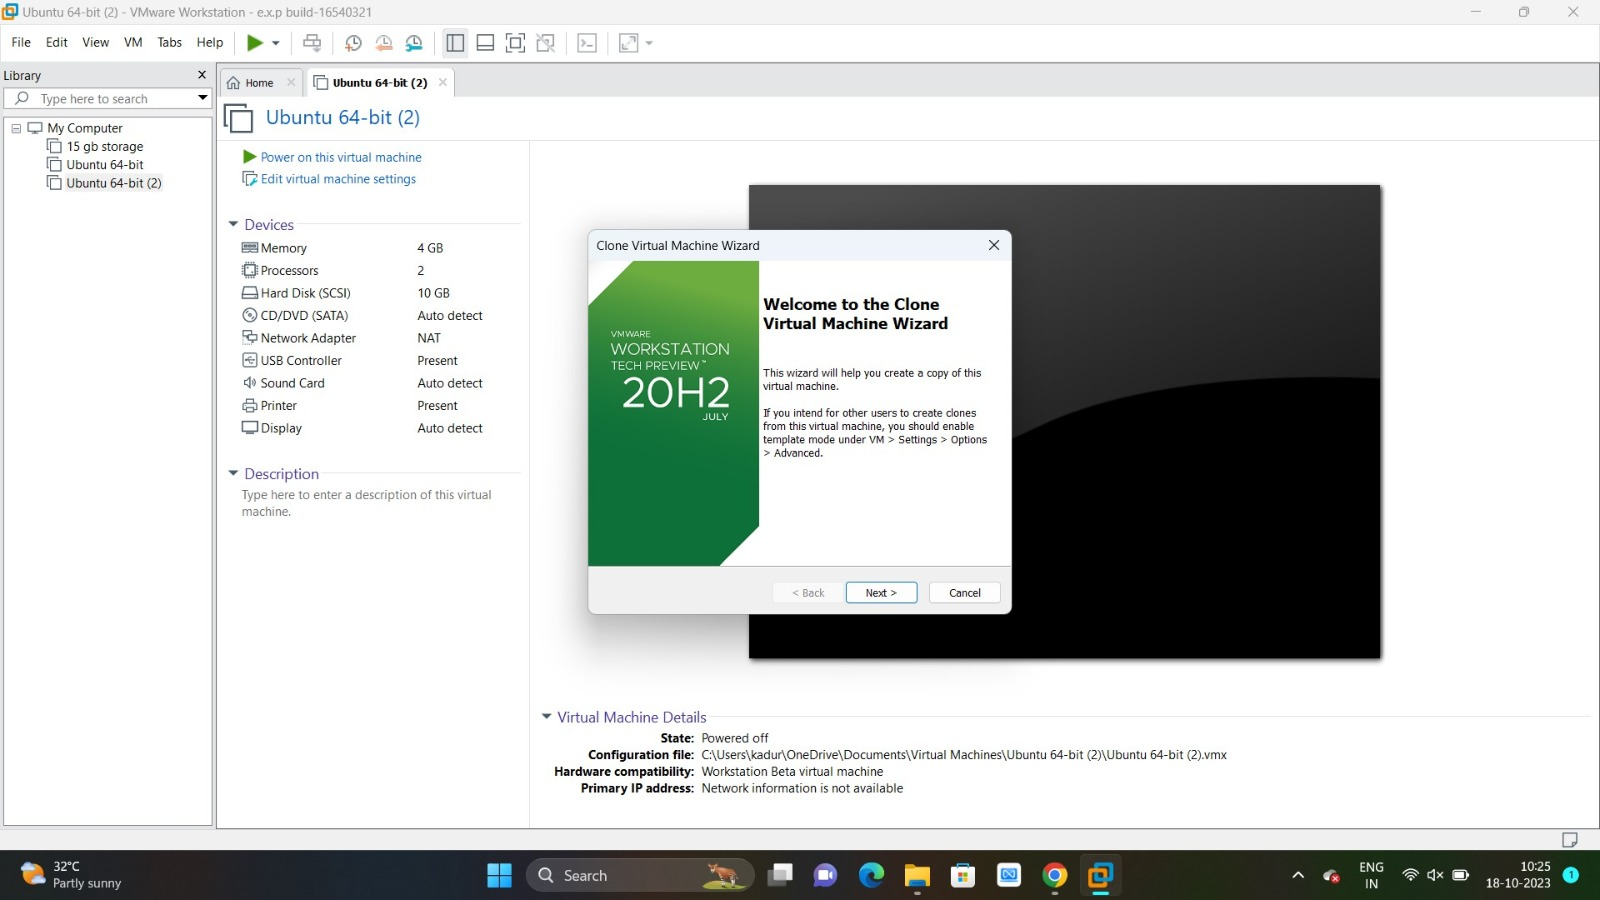 Ubuntu 64-bit (2) - VMware Workstation - e.x.p build-16540321
File Edit View VM Tabs Help
Library
Type here to search
My Computer
15 gb storage
Ubuntu 64-bit
Ubuntu 64-bit (2)
Home
Ubuntu 64-bit (2)
Ubuntu 64-bit (2)
Power on this virtual machine
Edit virtual machine settings
Devices
Memory 4 GB
Processors 2
Hard Disk (SCSI) 10 GB
CD/DVD (SATA) Auto detect
Network Adapter NAT
USB Controller Present
Sound Card Auto detect
Printer Present
Display Auto detect
Description
Type here to enter a description of this virtual
machine.
Clone Virtual Machine Wizard
VMWARE
WORKSTATION
TECH PREVIEW™
20H2
JULY
Welcome to the Clone
Virtual Machine Wizard
This wizard will help you create a copy of this
virtual machine.
If you intend for other users to create clones
from this virtual machine, you should enable
template mode under VM > Settings > Options
> Advanced.
< Back
Next >
Cancel
Virtual Machine Details
State: Powered off
Configuration file: C:\Users\kadur\OneDrive\Documents\Virtual Machines\Ubuntu 64-bit (2)\Ubuntu 64-bit (2).vmx
Hardware compatibility: Workstation Beta virtual machine
Primary IP address: Network information is not available
32°C
Partly sunny
Search
ENG
IN
10:25
18-10-2023
1